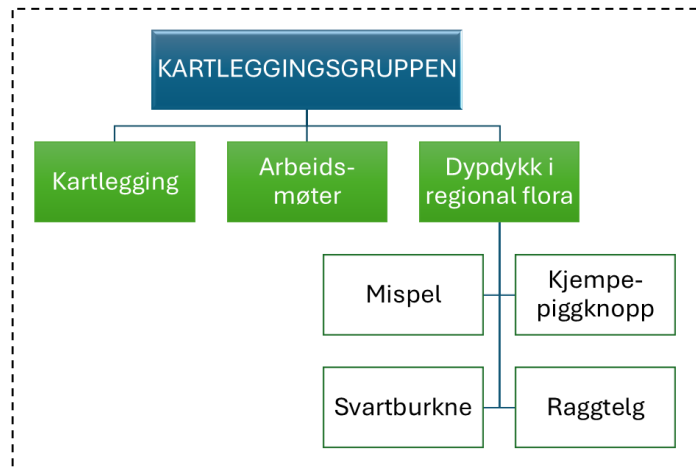 KARTLEGGINGSGRUPPEN
Kartlegging
Arbeids-
møter
Dypdykk i
regional flora
Mispel
Kjempe-
piggknopp
Svartburkne
Raggtelg